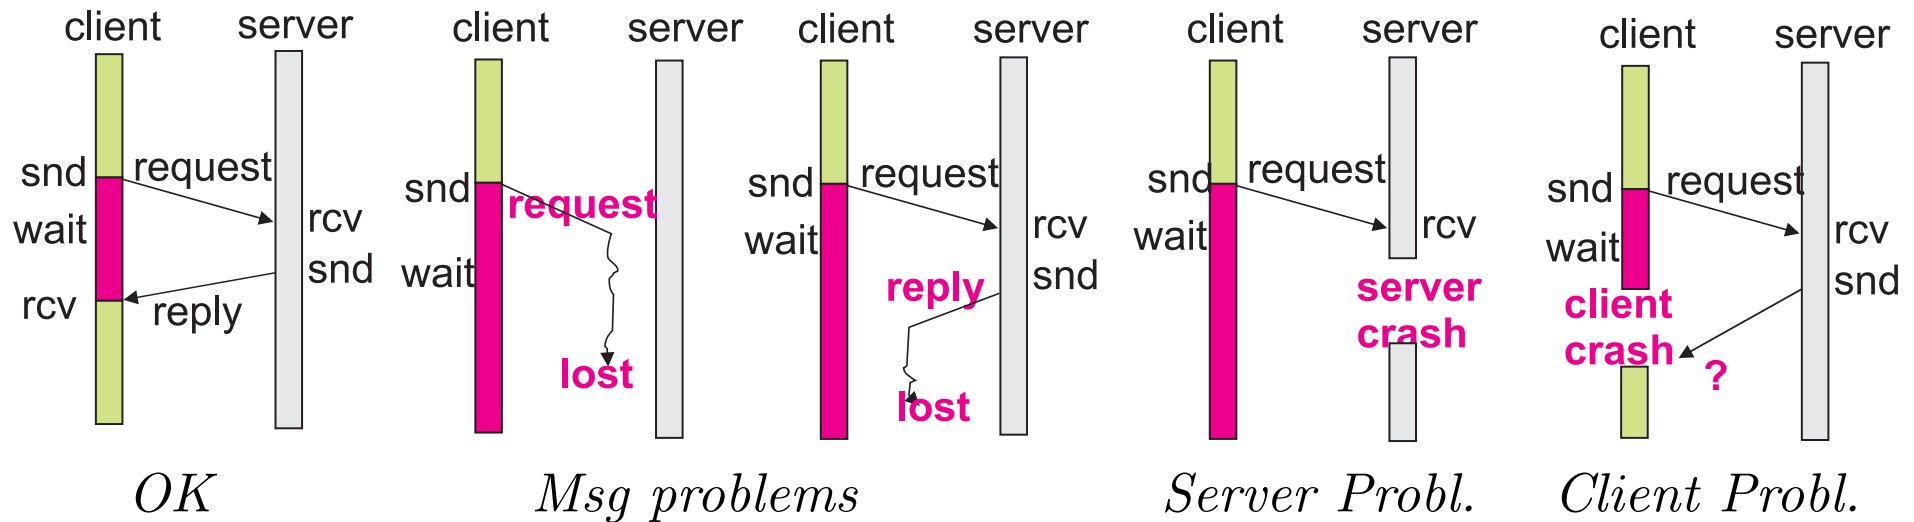 client server
snd request
wait rcv
snd
rcv reply
OK
client server
snd request
wait
lost
client server
snd request
wait rcv
reply snd
lost
Msg problems
client server
snd request
wait rcv
server
crash
Server Probl.
client server
snd request
wait rcv
snd
client
crash ?
Client Probl.